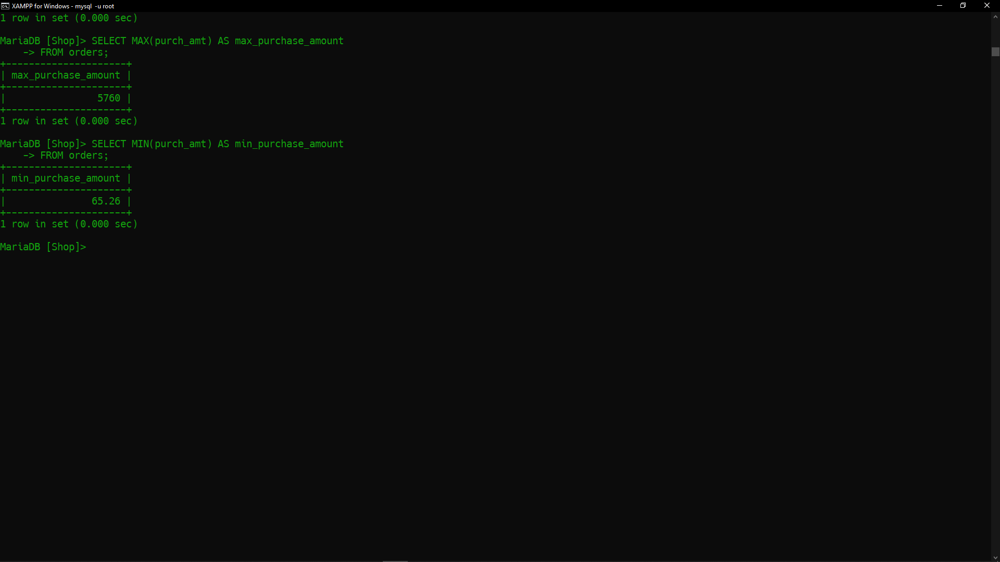 XAMPP for Windows - mysql  -u root
1 row in set (0.000 sec)
MariaDB [Shop]> SELECT MAX(purch_amt) AS max_purchase_amount
    -> FROM orders;
+---------------------+
| max_purchase_amount |
+---------------------+
|                5760 |
+---------------------+
1 row in set (0.000 sec)
MariaDB [Shop]> SELECT MIN(purch_amt) AS min_purchase_amount
    -> FROM orders;
+---------------------+
| min_purchase_amount |
+---------------------+
|               65.26 |
+---------------------+
1 row in set (0.000 sec)
MariaDB [Shop]>